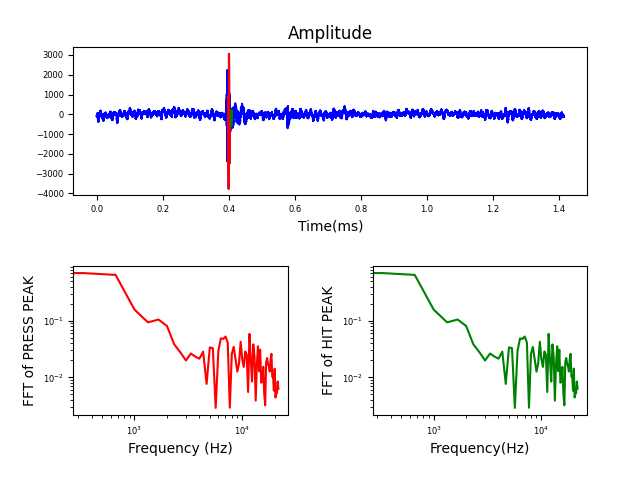 Amplitude
3000
2000
1000
0
−1000
−2000
−3000
−4000
0.0 0.2 0.4 0.6 0.8 1.0 1.2 1.4
Time(ms)
FFT of PRESS PEAK
10⁻¹
10⁻²
10³ 10⁴
Frequency (Hz)
FFT of HIT PEAK
10⁻¹
10⁻²
10³ 10⁴
Frequency(Hz)